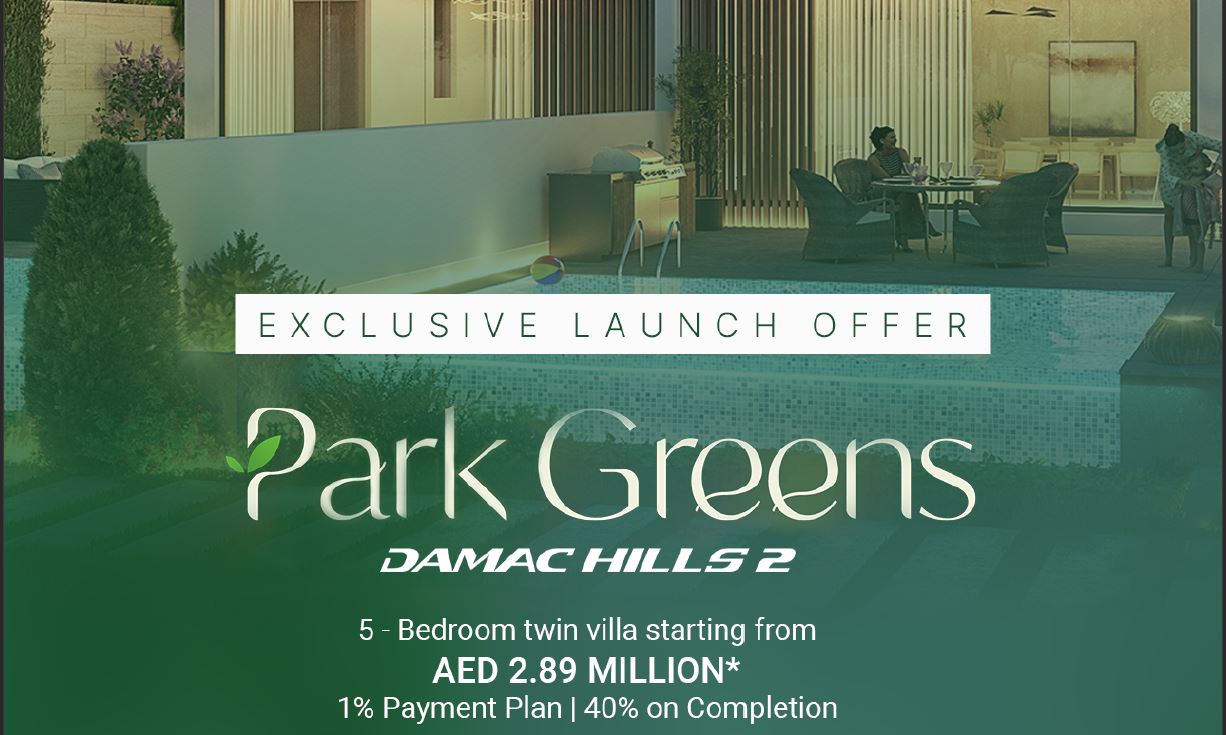 EXCLUSIVE LAUNCH OFFER
Park Greens
DAMAC HILLS 2
5 - Bedroom twin villa starting from
AED 2.89 MILLION*
1% Payment Plan | 40% on Completion